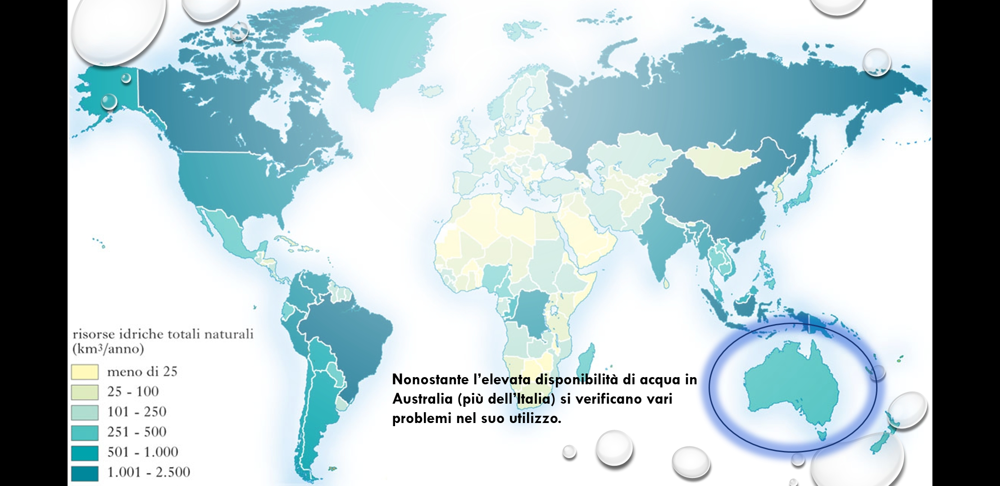 risorse idriche totali naturali
(km³/anno)
meno di 25
25 - 100
101 - 250
251 - 500
501 - 1.000
1.001 - 2.500
Nonostante l’elevata disponibilità di acqua in
Australia (più dell’Italia) si verificano vari
problemi nel suo utilizzo.